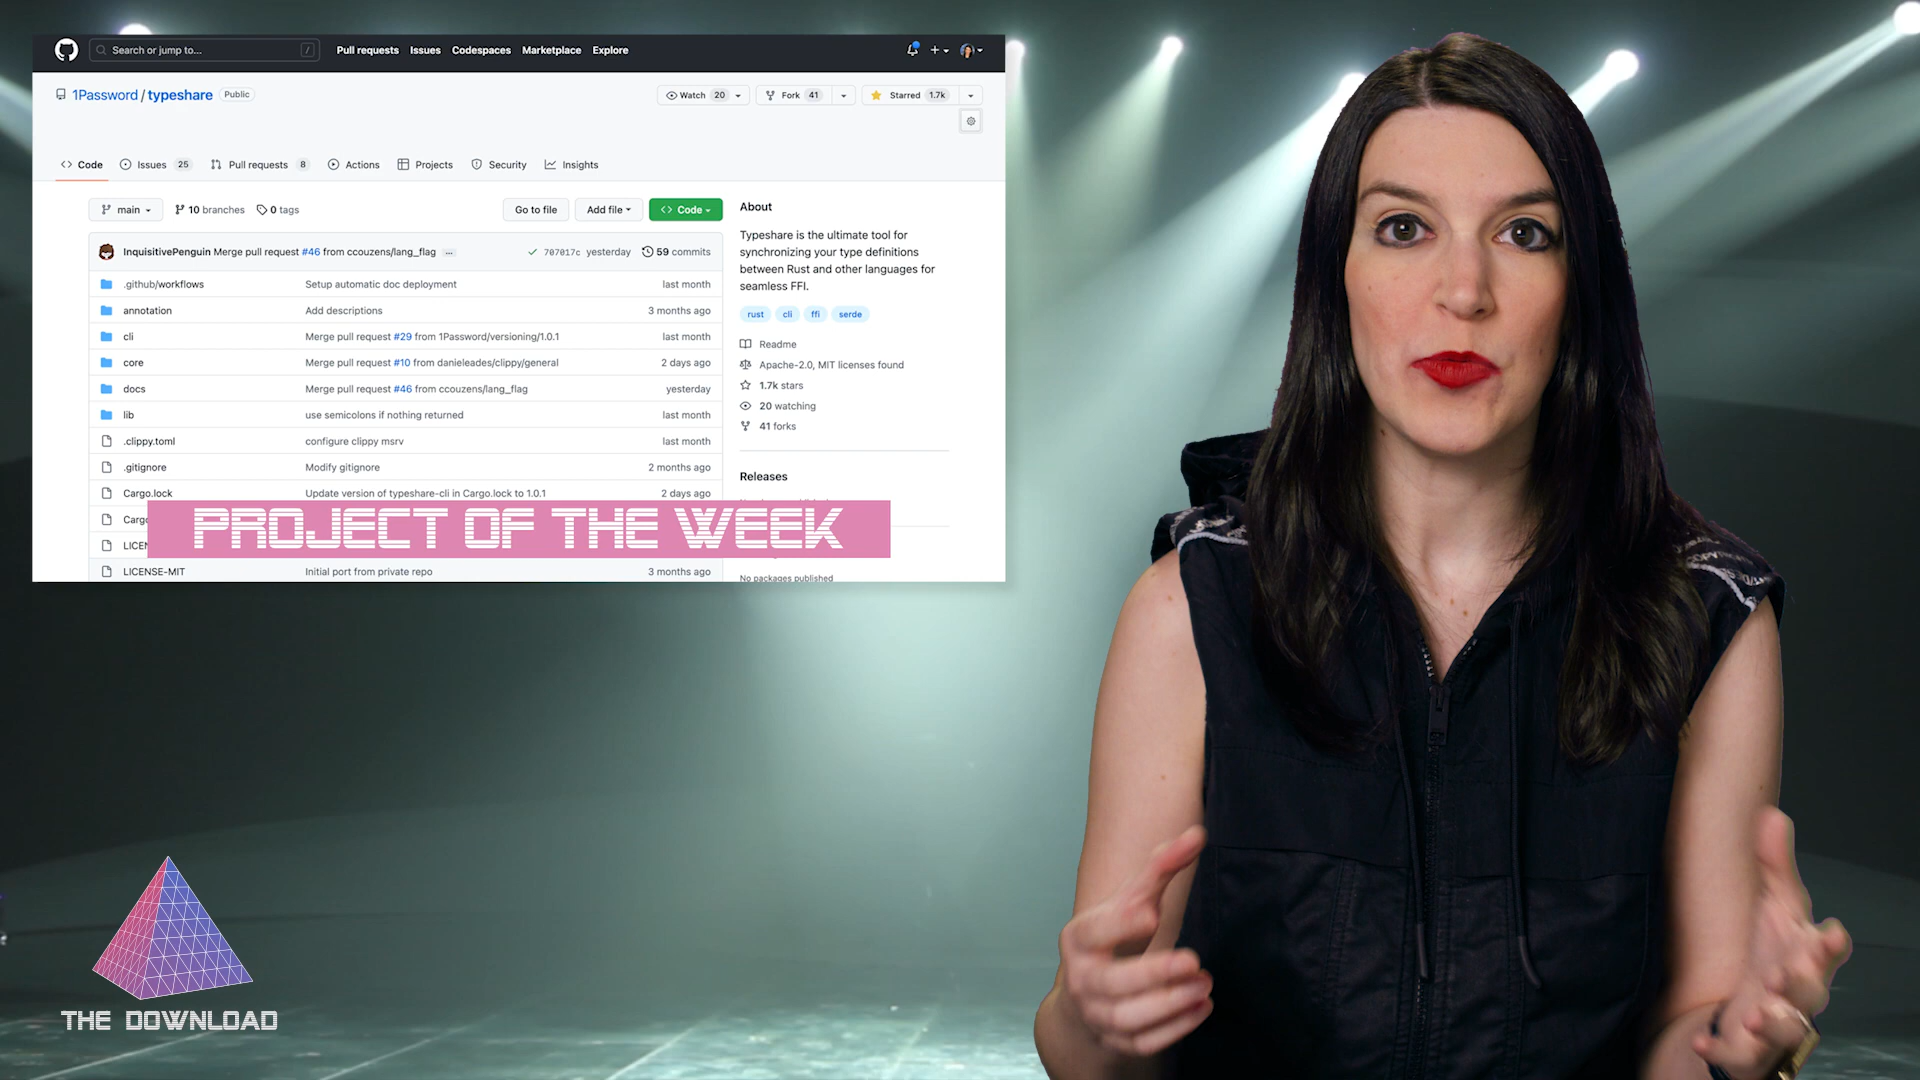 Search or jump to... / Pull requests Issues Codespaces Marketplace Explore
1Password / typeshare Public Watch 20 Fork 41 Starred 1.7k
Code Issues 25 Pull requests 8 Actions Projects Security Insights
main 10 branches 0 tags Go to file Add file Code
InquisitivePenguin Merge pull request #46 from ccouzens/lang_flag ... 707017c yesterday 59 commits
.github/workflows Setup automatic doc deployment last month
annotation Add descriptions 3 months ago
cli Merge pull request #29 from 1Password/versioning/1.0.1 last month
core Merge pull request #10 from danieleades/clippy/general 2 days ago
docs Merge pull request #46 from ccouzens/lang_flag yesterday
lib use semicolons if nothing returned last month
.clippy.toml configure clippy msrv last month
.gitignore Modify gitignore 2 months ago
Cargo.lock Update version of typeshare-cli in Cargo.lock to 1.0.1 2 days ago
Cargo
LICEN
LICENSE-MIT Initial port from private repo 3 months ago
About
Typeshare is the ultimate tool for
synchronizing your type definitions
between Rust and other languages for
seamless FFI.
rust cli ffi serde
Readme
Apache-2.0, MIT licenses found
1.7k stars
20 watching
41 forks
Releases
No packages published
PROJECT OF THE WEEK
THE DOWNLOAD